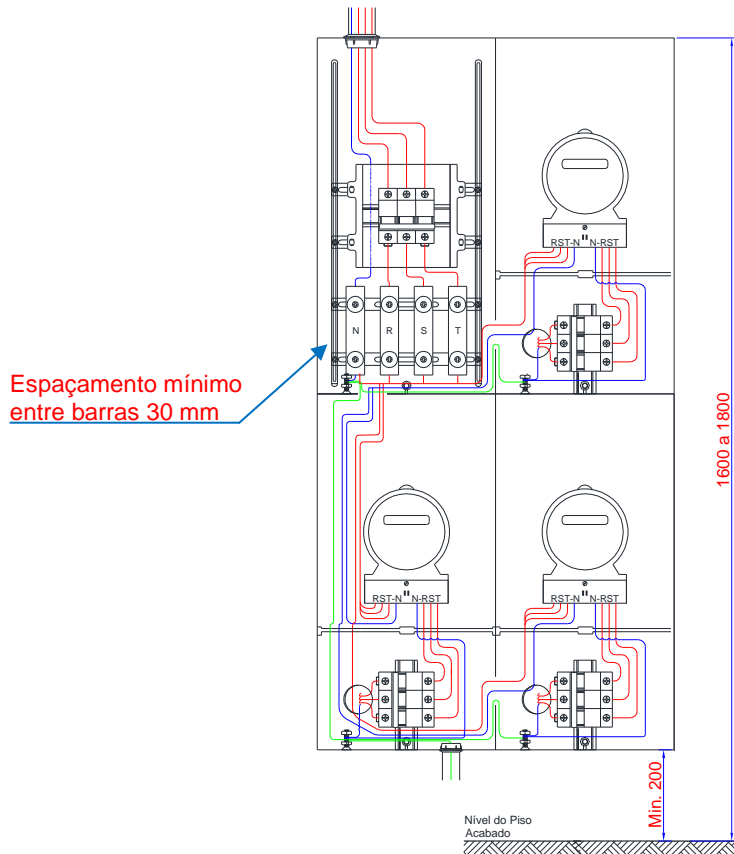 RST-N N-RST
N R S T
Espaçamento mínimo
entre barras 30 mm
1600 a 1800
RST-N N-RST
RST-N N-RST
Min. 200
Nível do Piso
Acabado